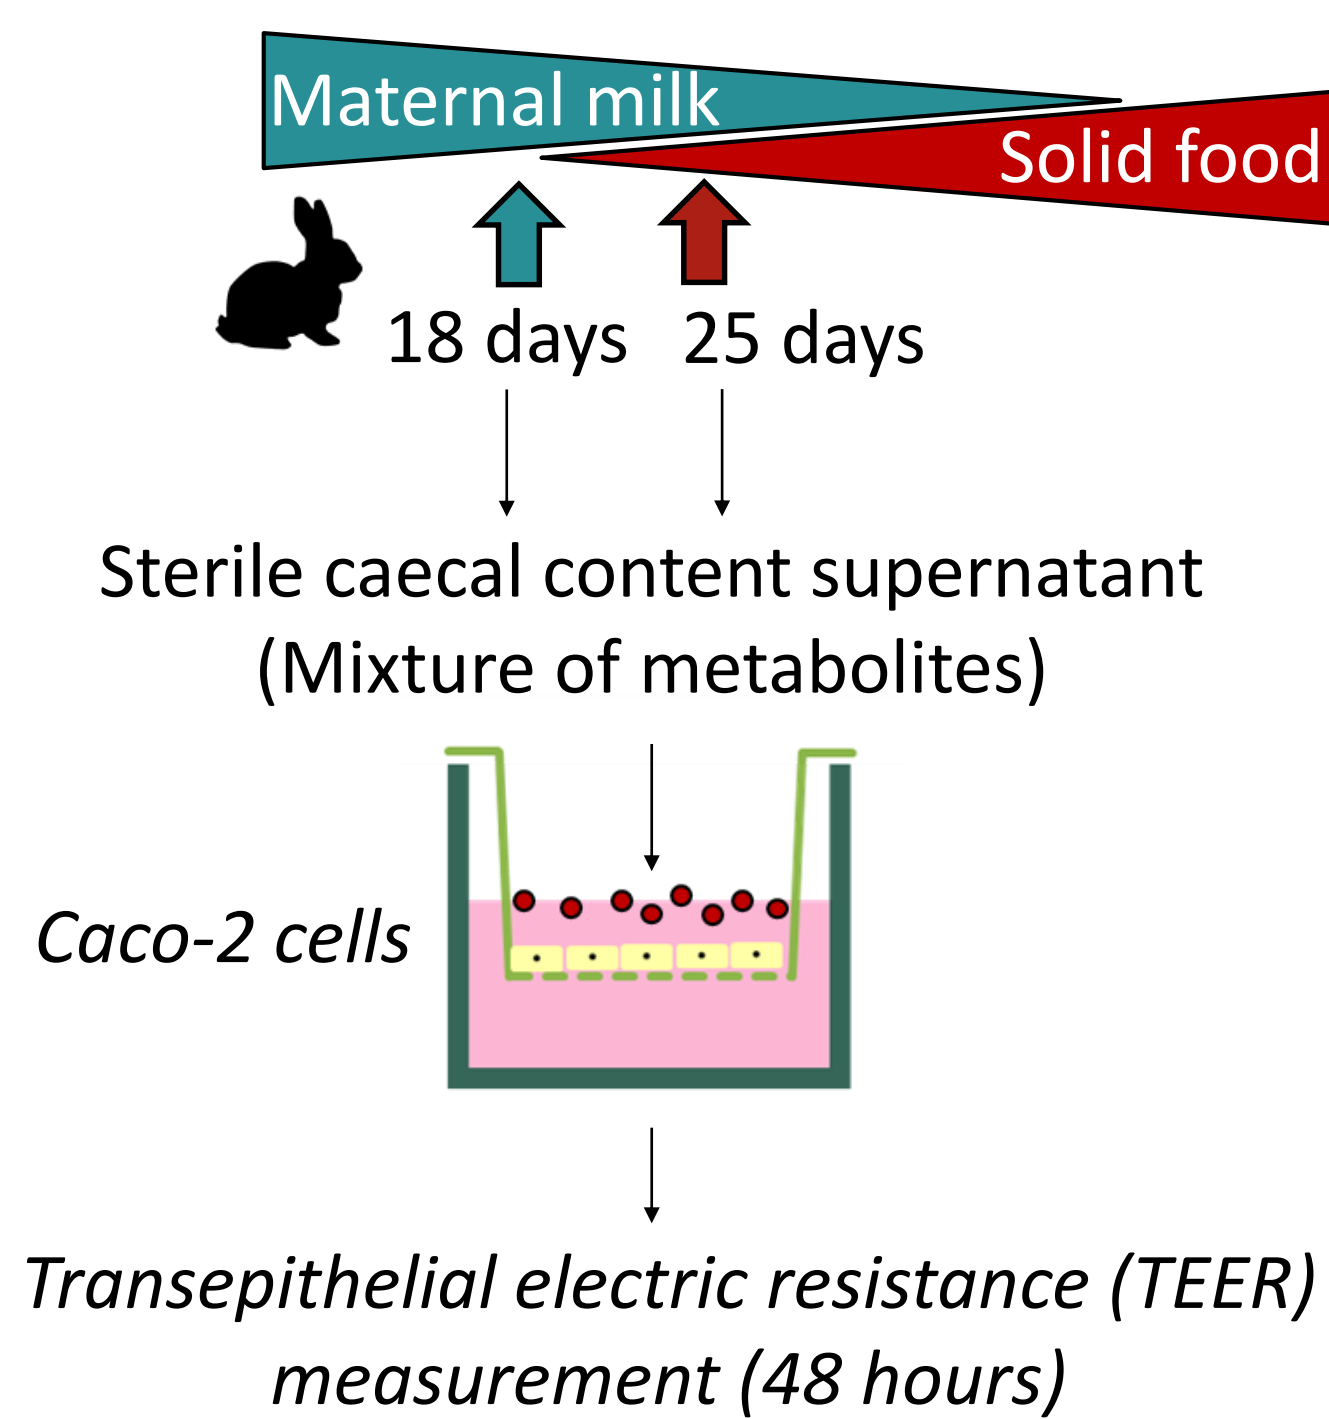 Maternal milk
Solid food
18 days
25 days
Sterile caecal content supernatant
(Mixture of metabolites)
Caco-2 cells
Transepithelial electric resistance (TEER)
measurement (48 hours)